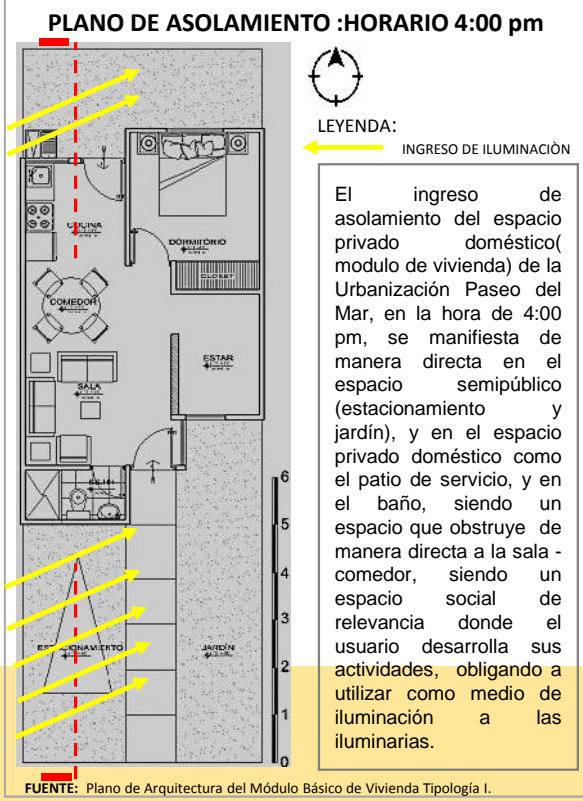 PLANO DE ASOLAMIENTO :HORARIO 4:00 pm
LEYENDA:
INGRESO DE ILUMINACIÒN
El ingreso de
asolamiento del espacio
privado doméstico(
modulo de vivienda) de la
Urbanización Paseo del
Mar, en la hora de 4:00
pm, se manifiesta de
manera directa en el
espacio semipúblico
(estacionamiento y
jardín), y en el espacio
privado doméstico como
el patio de servicio, y en
el baño, siendo un
espacio que obstruye de
manera directa a la sala -
comedor, siendo un
espacio social de
relevancia donde el
usuario desarrolla sus
actividades, obligando a
utilizar como medio de
iluminación a las
iluminarias.
COCINA
DORMITORIO
CLOSET
COMEDOR
ESTAR
SALA
SS.HH
ESTACIONAMIENTO
JARDÍN
6
5
4
3
2
1
0
FUENTE: Plano de Arquitectura del Módulo Básico de Vivienda Tipología I.